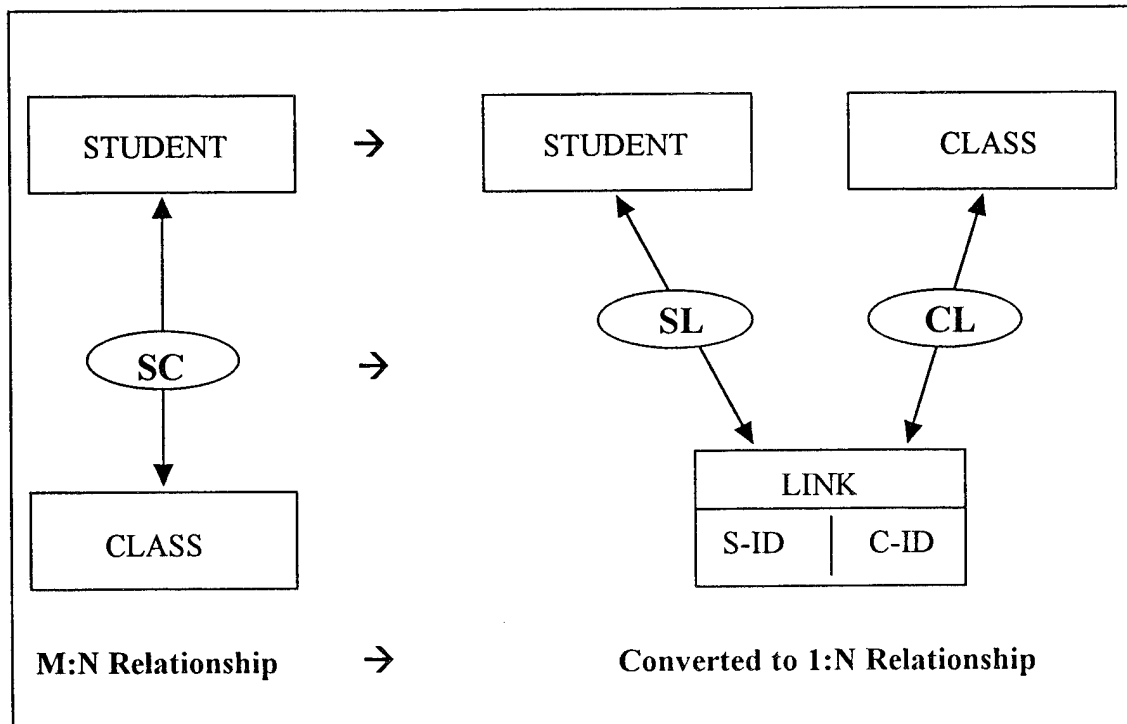 STUDENT → STUDENT CLASS
SC → SL CL
LINK
S-ID C-ID
CLASS
M:N Relationship → Converted to 1:N Relationship